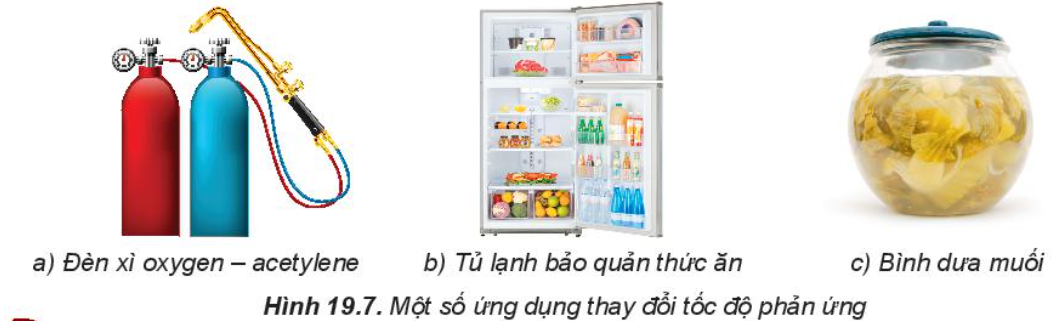 a) Đèn xì oxygen – acetylene
b) Tủ lạnh bảo quản thức ăn
c) Bình dưa muối
Hình 19.7. Một số ứng dụng thay đổi tốc độ phản ứng